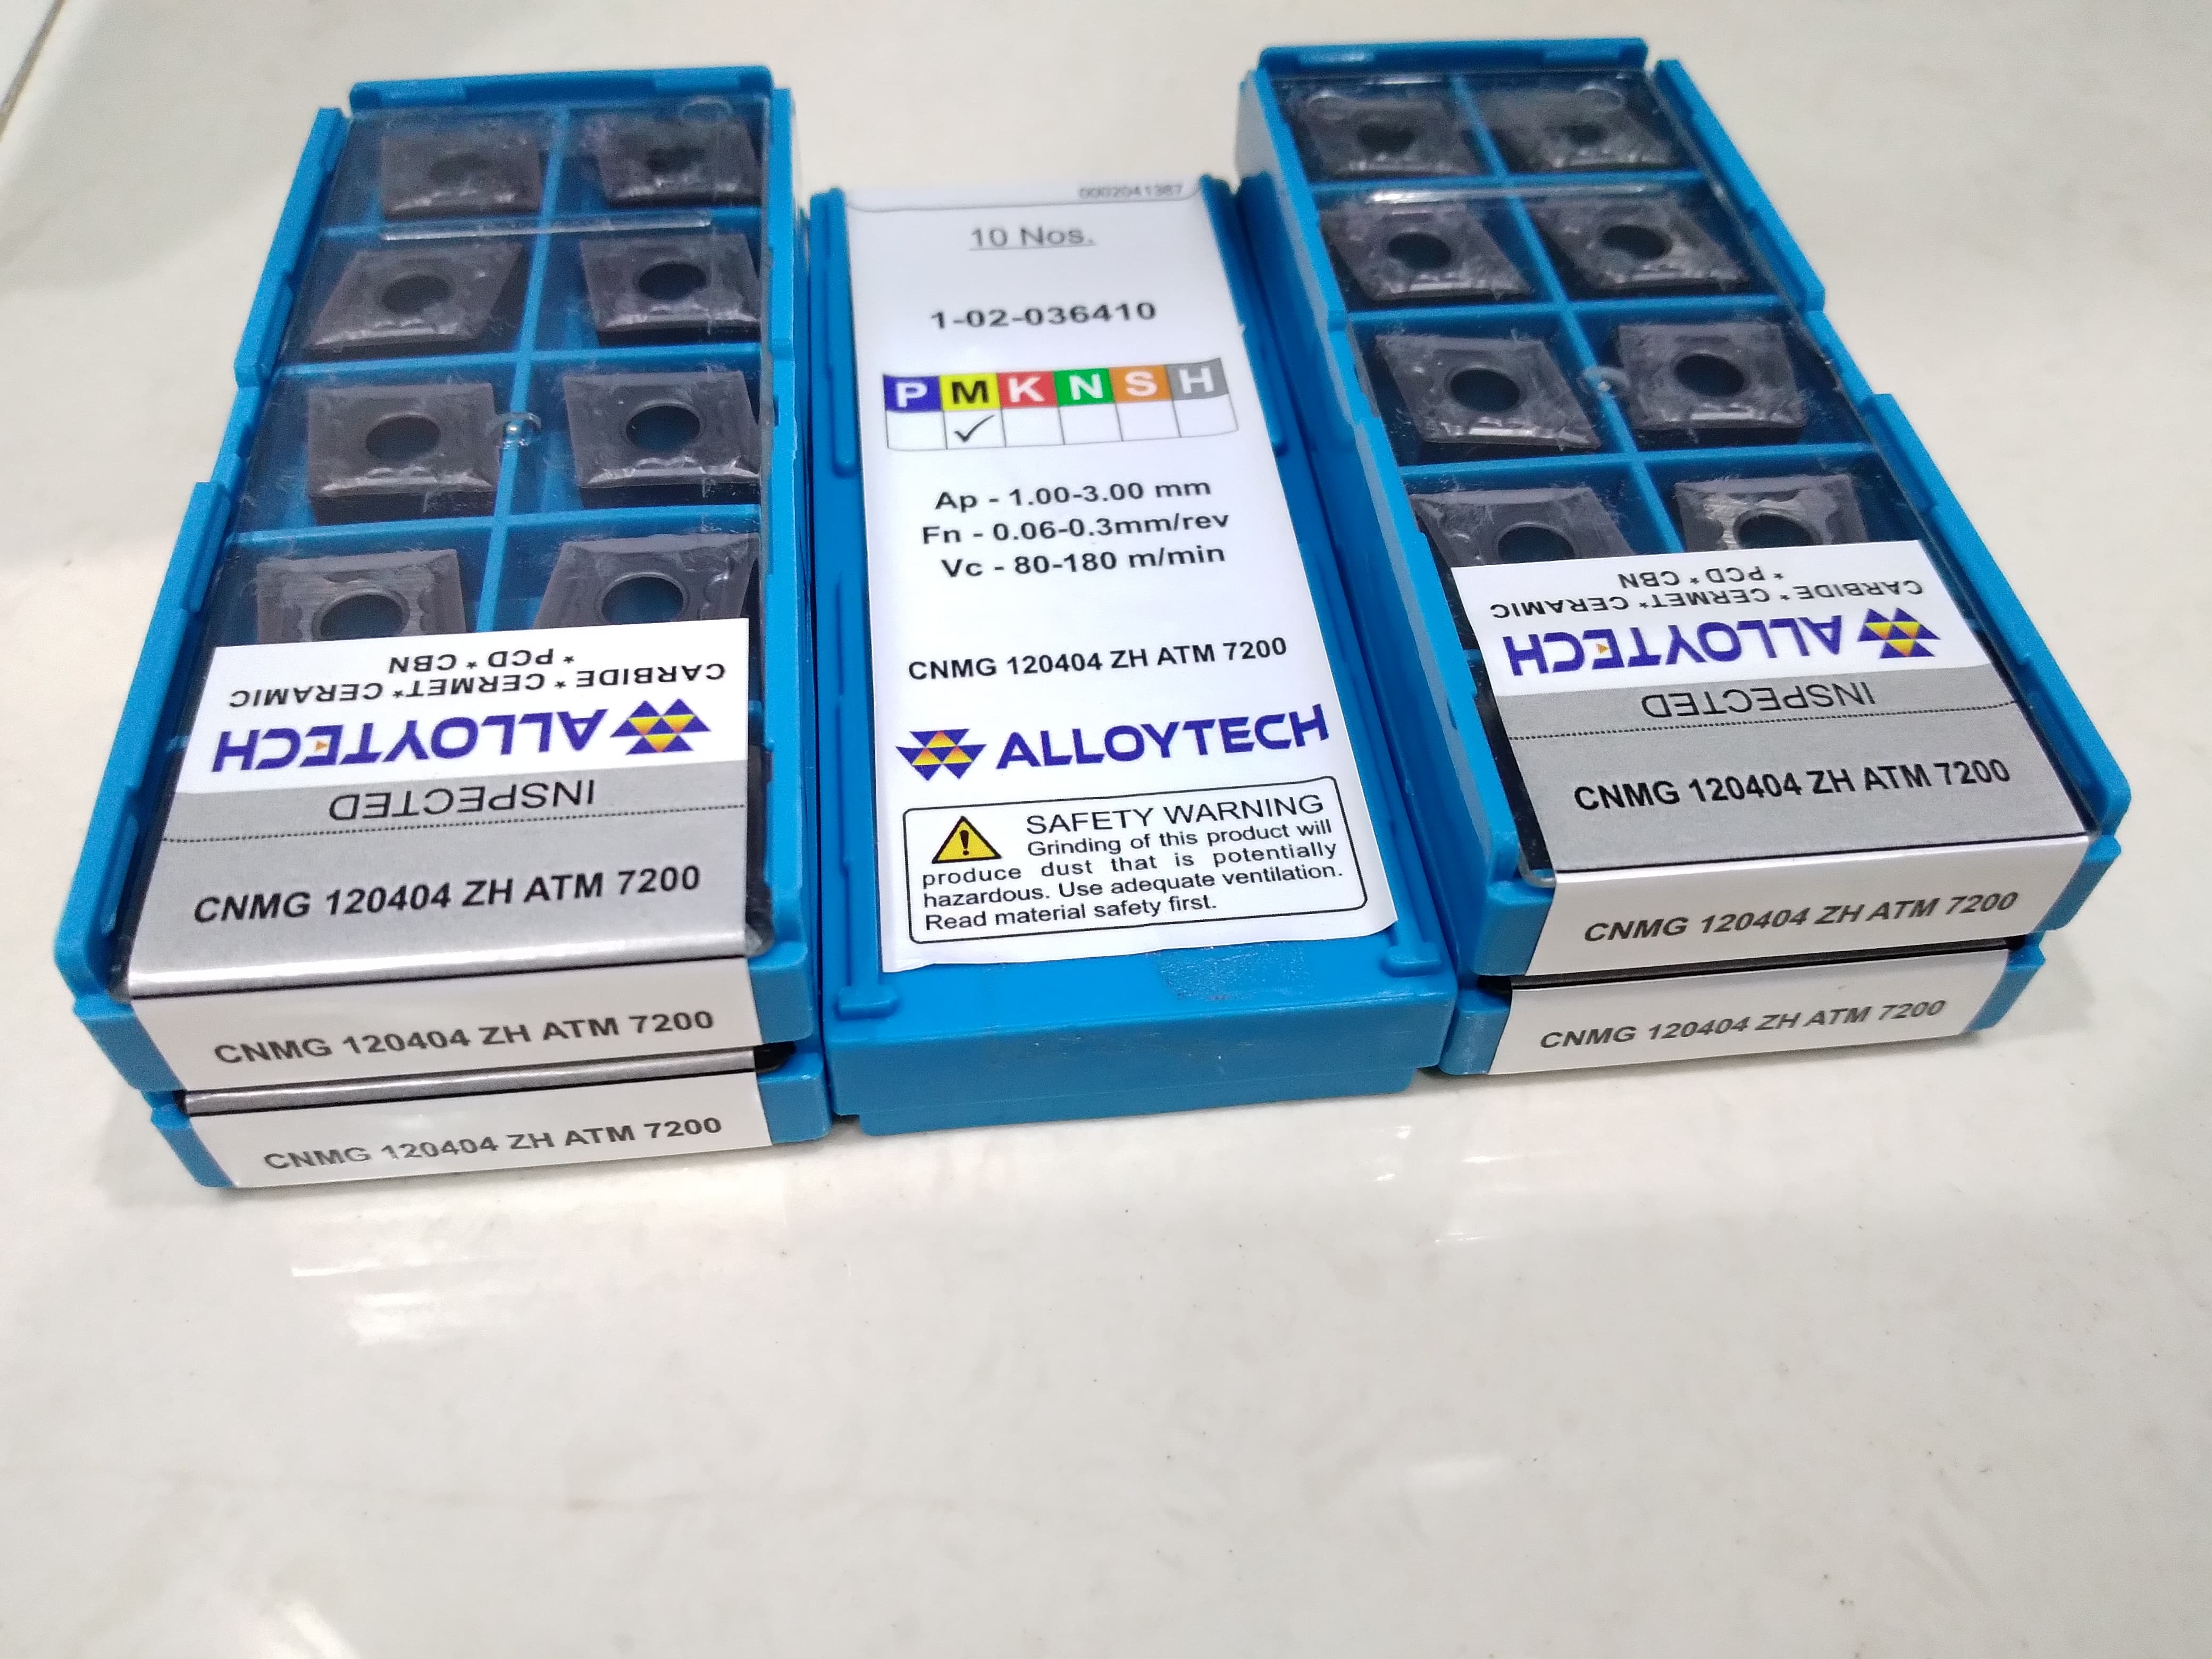 CARBIDE * CERMET* CERAMIC
* PCD * CBN
ALLOYTECH
INSPECTED
CNMG 120404 ZH ATM 7200
CNMG 120404 ZH ATM 7200
CNMG 120404 ZH ATM 7200
0002041387
10 Nos.
1-02-036410
P M K N S H
✓
Ap - 1.00-3.00 mm
Fn - 0.06-0.3mm/rev
Vc - 80-180 m/min
CNMG 120404 ZH ATM 7200
ALLOYTECH
SAFETY WARNING
Grinding of this product will
produce dust that is potentially
hazardous. Use adequate ventilation.
Read material safety first.
CARBIDE * CERMET* CERAMIC
* PCD * CBN
ALLOYTECH
INSPECTED
CNMG 120404 ZH ATM 7200
CNMG 120404 ZH ATM 7200
CNMG 120404 ZH ATM 7200